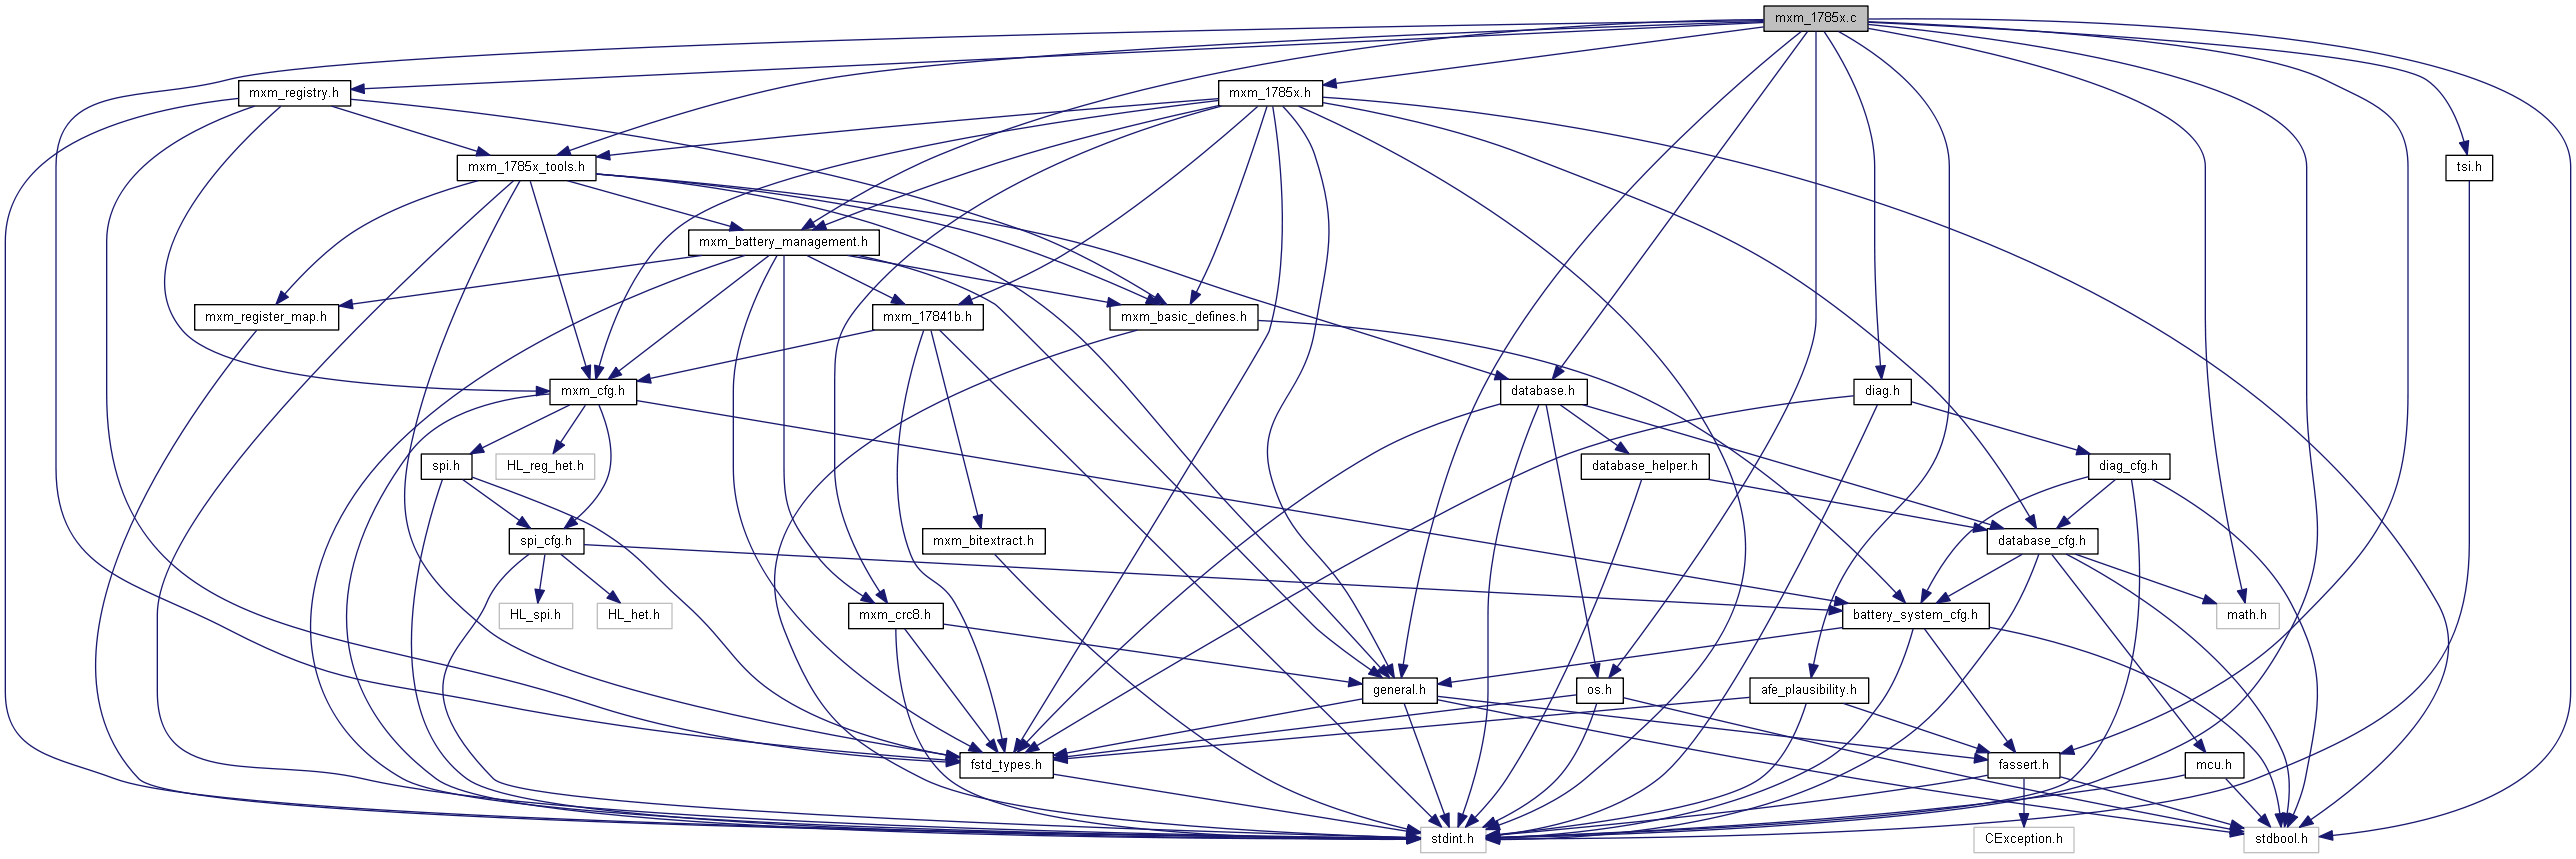 mxm_1785x.c
mxm_registry.h
mxm_1785x.h
mxm_1785x_tools.h
tsi.h
mxm_battery_management.h
mxm_register_map.h
mxm_17841b.h
mxm_basic_defines.h
mxm_cfg.h
database.h
diag.h
spi.h
HL_reg_het.h
database_helper.h
diag_cfg.h
spi_cfg.h
mxm_bitextract.h
database_cfg.h
HL_spi.h
HL_het.h
mxm_crc8.h
battery_system_cfg.h
math.h
general.h
os.h
afe_plausibility.h
fstd_types.h
fassert.h
mcu.h
stdint.h
CException.h
stdbool.h